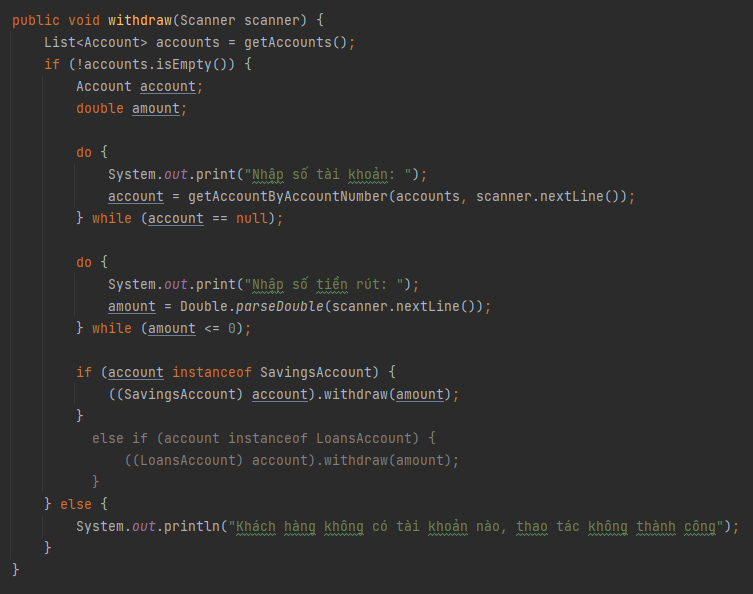 public void withdraw(Scanner scanner) {
    List<Account> accounts = getAccounts();
    if (!accounts.isEmpty()) {
        Account account;
        double amount;

        do {
            System.out.print("Nhập số tài khoản: ");
            account = getAccountByAccountNumber(accounts, scanner.nextLine());
        } while (account == null);

        do {
            System.out.print("Nhập số tiền rút: ");
            amount = Double.parseDouble(scanner.nextLine());
        } while (amount <= 0);

        if (account instanceof SavingsAccount) {
            ((SavingsAccount) account).withdraw(amount);
        }
          else if (account instanceof LoansAccount) {
              ((LoansAccount) account).withdraw(amount);
          }
    } else {
        System.out.println("Khách hàng không có tài khoản nào, thao tác không thành công");
    }
}